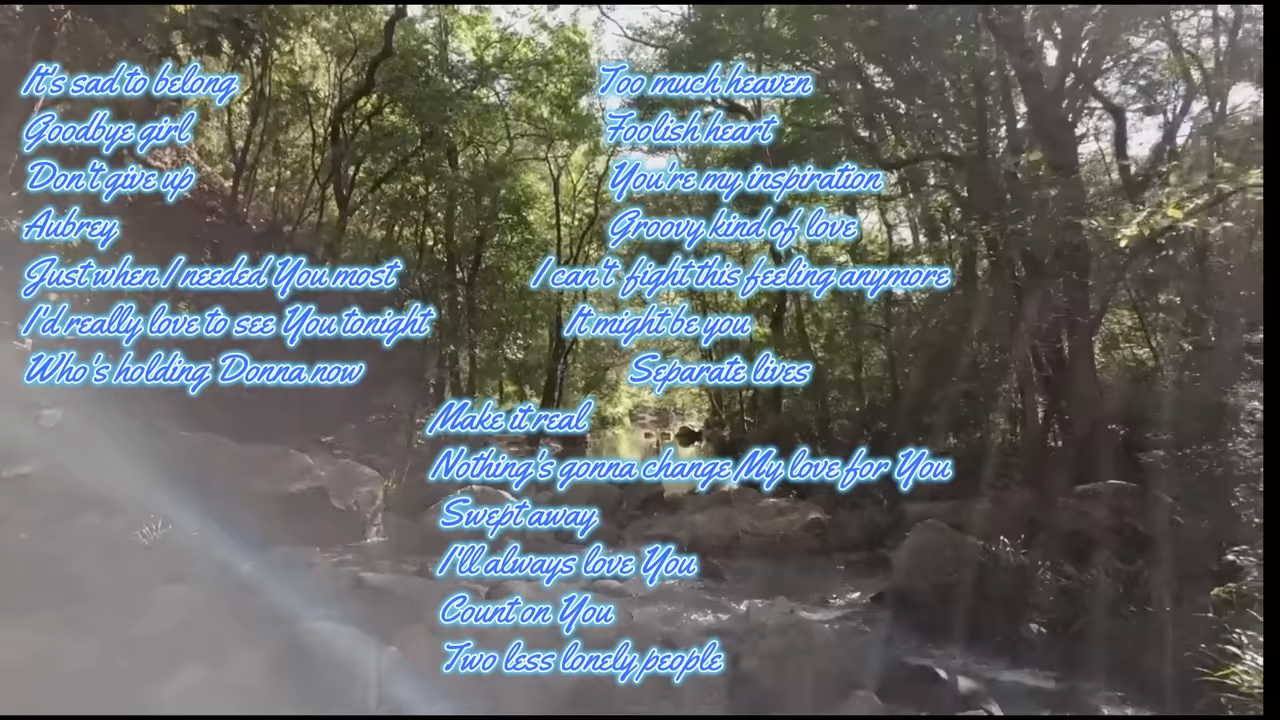 It's sad to belong
Goodbye girl
Don't give up
Aubrey
Just when I needed You most
I'd really love to see You tonight
Who's holding Donna now
Too much heaven
Foolish heart
You're my inspiration
Groovy kind of love
I can't fight this feeling anymore
It might be you
Separate lives
Make it real
Nothing's gonna change My love for You
Swept away
I'll always love You
Count on You
Two less lonely people